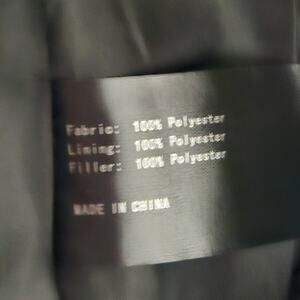 Fabric: 100% Polyester
Lining: 100% Polyester
Filler: 100% Polyester
MADE IN CHINA